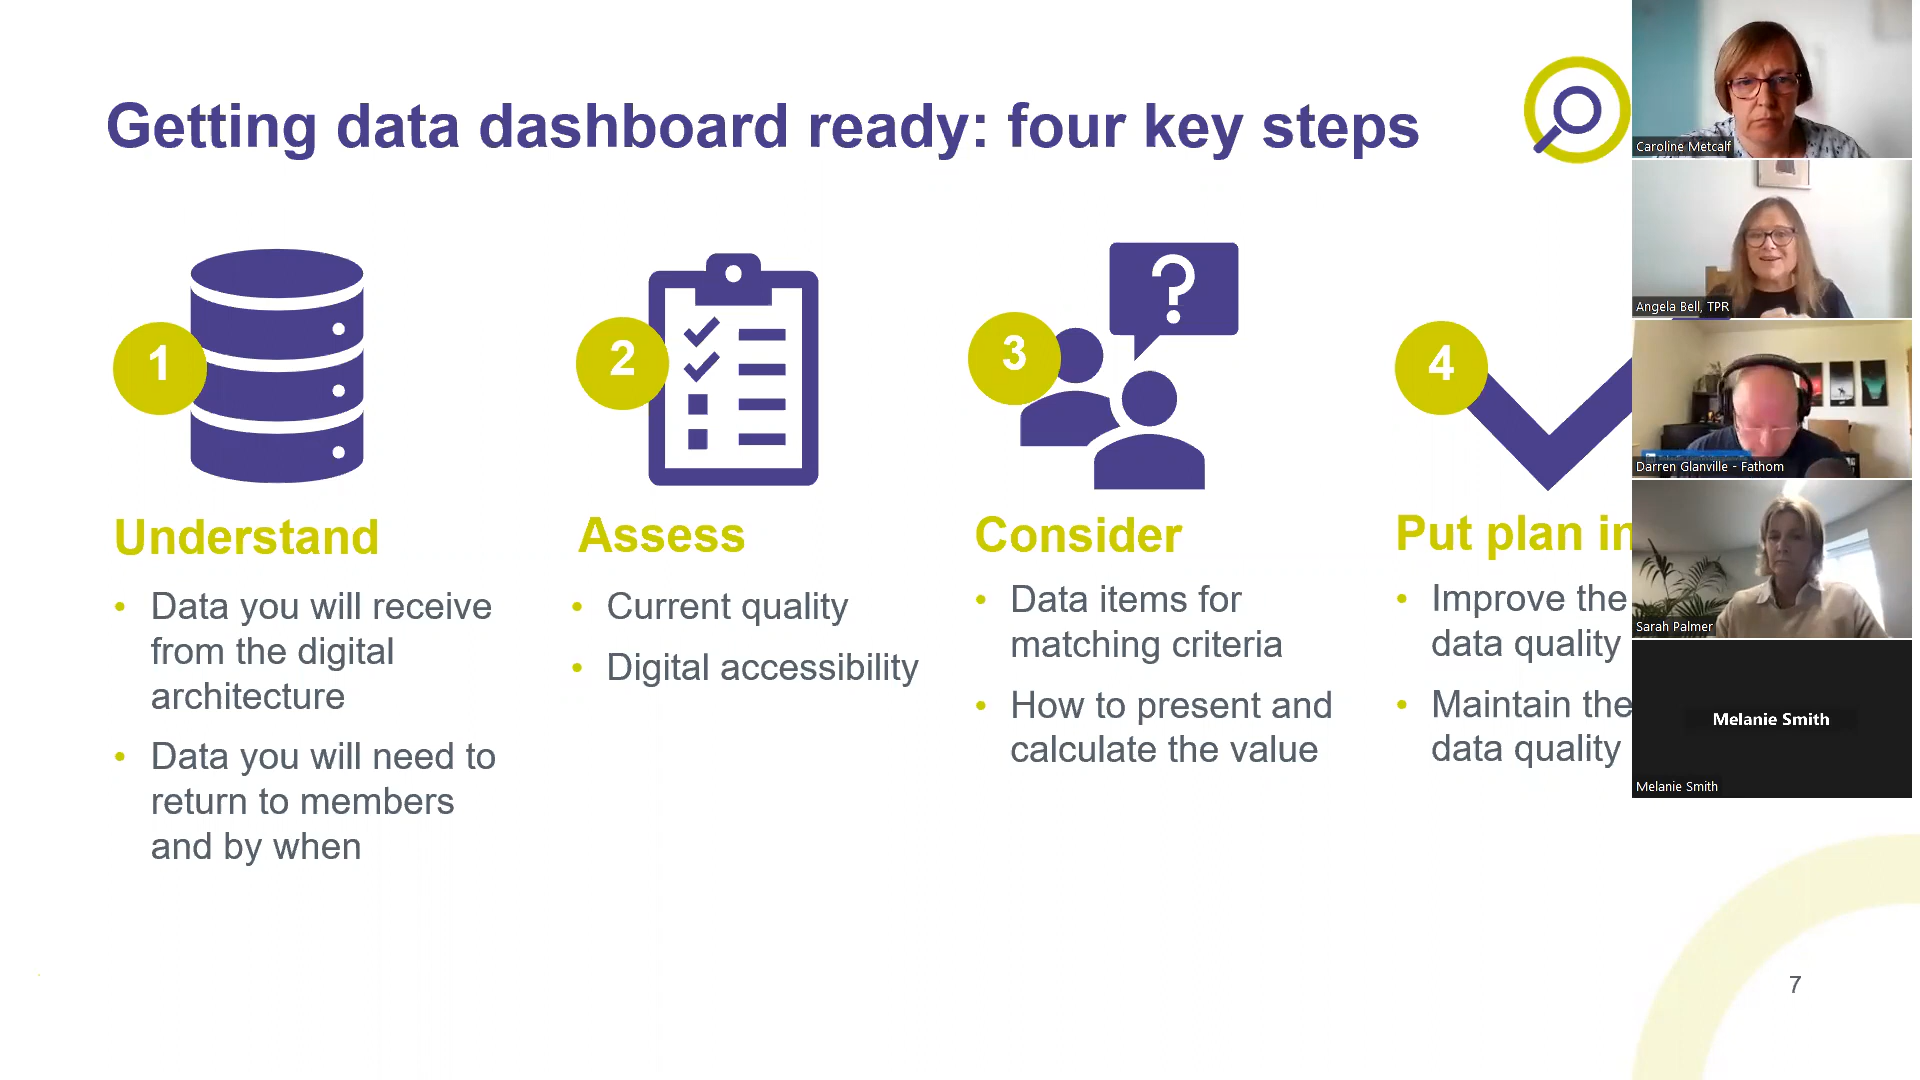 Getting data dashboard ready: four key steps
1
2
3
?
4
Understand
• Data you will receive
from the digital
architecture
• Data you will need to
return to members
and by when
Assess
• Current quality
• Digital accessibility
Consider
• Data items for
matching criteria
• How to present and
calculate the value
Put plan in
• Improve the
data quality
• Maintain the
data quality
7
Caroline Metcalf
Angela Bell, TPR
Darren Glanville - Fathom
Sarah Palmer
Melanie Smith
Melanie Smith